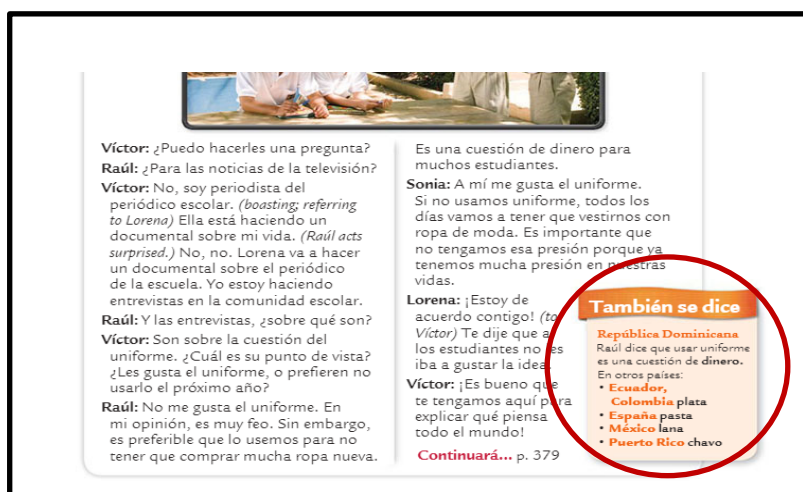 Víctor: ¿Puedo hacerles una pregunta?
Raúl: ¿Para las noticias de la televisión?
Víctor: No, soy periodista del
periódico escolar. (boasting; referring
to Lorena) Ella está haciendo un
documental sobre mi vida. (Raúl acts
surprised.) No, no. Lorena va a hacer
un documental sobre el periódico
de la escuela. Yo estoy haciendo
entrevistas en la comunidad escolar.
Raúl: Y las entrevistas, ¿sobre qué son?
Víctor: Son sobre la cuestión del
uniforme. ¿Cuál es su punto de vista?
¿Les gusta el uniforme, o prefieren no
usarlo el próximo año?
Raúl: No me gusta el uniforme. En
mi opinión, es muy feo. Sin embargo,
es preferible que lo usemos para no
tener que comprar mucha ropa nueva.
Es una cuestión de dinero para
muchos estudiantes.
Sonia: A mí me gusta el uniforme.
Si no usamos uniforme, todos los
días vamos a tener que vestirnos con
ropa de moda. Es importante que
no tengamos esa presión porque ya
tenemos mucha presión en nuestras
vidas.
Lorena: ¡Estoy de
acuerdo contigo! (to
Víctor) Te dije que a
los estudiantes no les
iba a gustar la idea.
Víctor: ¡Es bueno que
te tengamos aquí para
explicar qué piensa
todo el mundo!
Continuará... p. 379
También se dice
República Dominicana
Raúl dice que usar uniforme
es una cuestión de dinero.
En otros países:
• Ecuador,
Colombia plata
• España pasta
• México lana
• Puerto Rico chavo